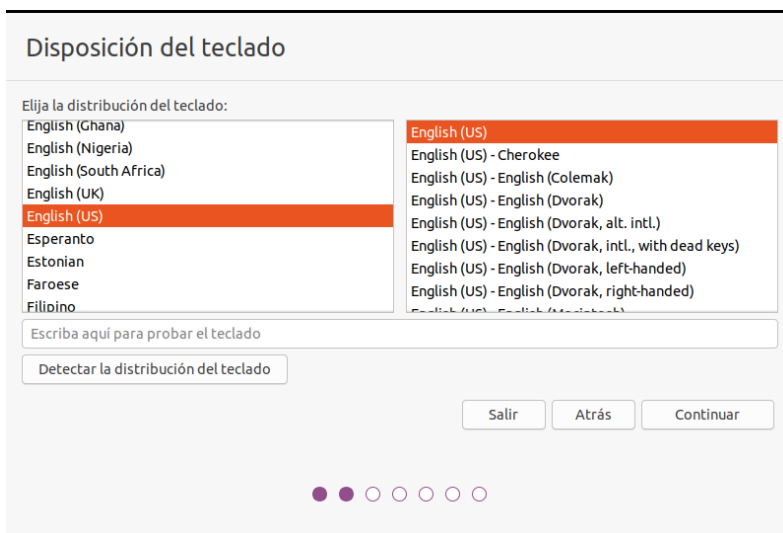 Disposición del teclado
Elija la distribución del teclado:
English (Ghana)
English (Nigeria)
English (South Africa)
English (UK)
English (US)
Esperanto
Estonian
Faroese
Filipino
English (US)
English (US) - Cherokee
English (US) - English (Colemak)
English (US) - English (Dvorak)
English (US) - English (Dvorak, alt. intl.)
English (US) - English (Dvorak, intl., with dead keys)
English (US) - English (Dvorak, left-handed)
English (US) - English (Dvorak, right-handed)
English (US) - English (Macintosh)
Escriba aquí para probar el teclado
Detectar la distribución del teclado
Salir
Atrás
Continuar